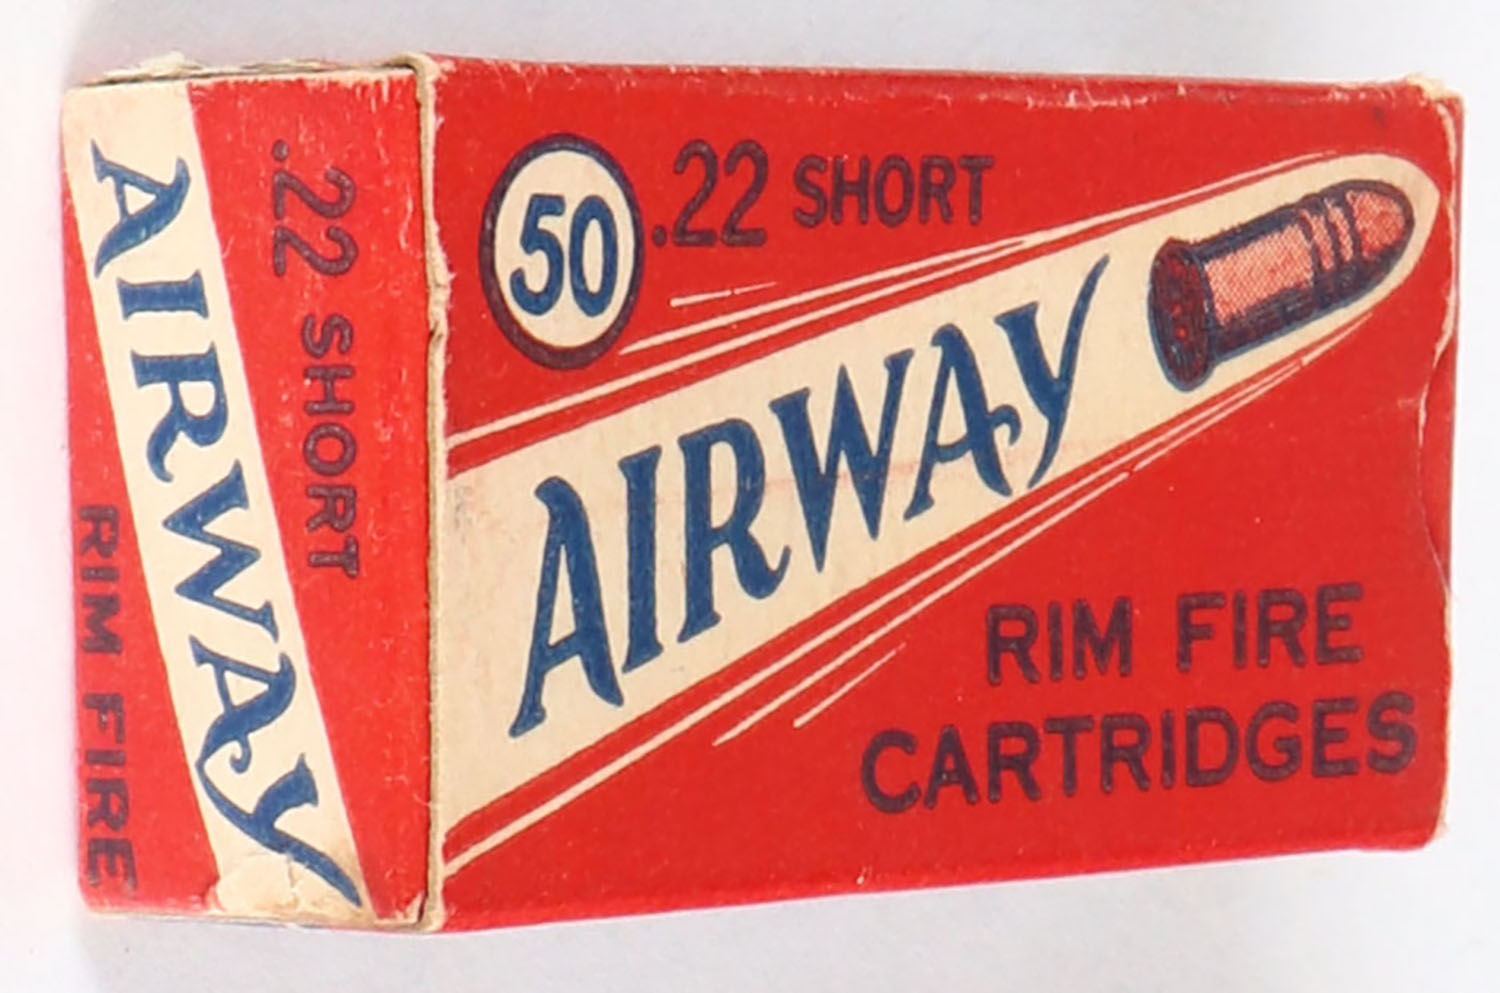 .22 SHORT
AIRWAY
RIM FIRE
50 .22 SHORT
AIRWAY
RIM FIRE
CARTRIDGES